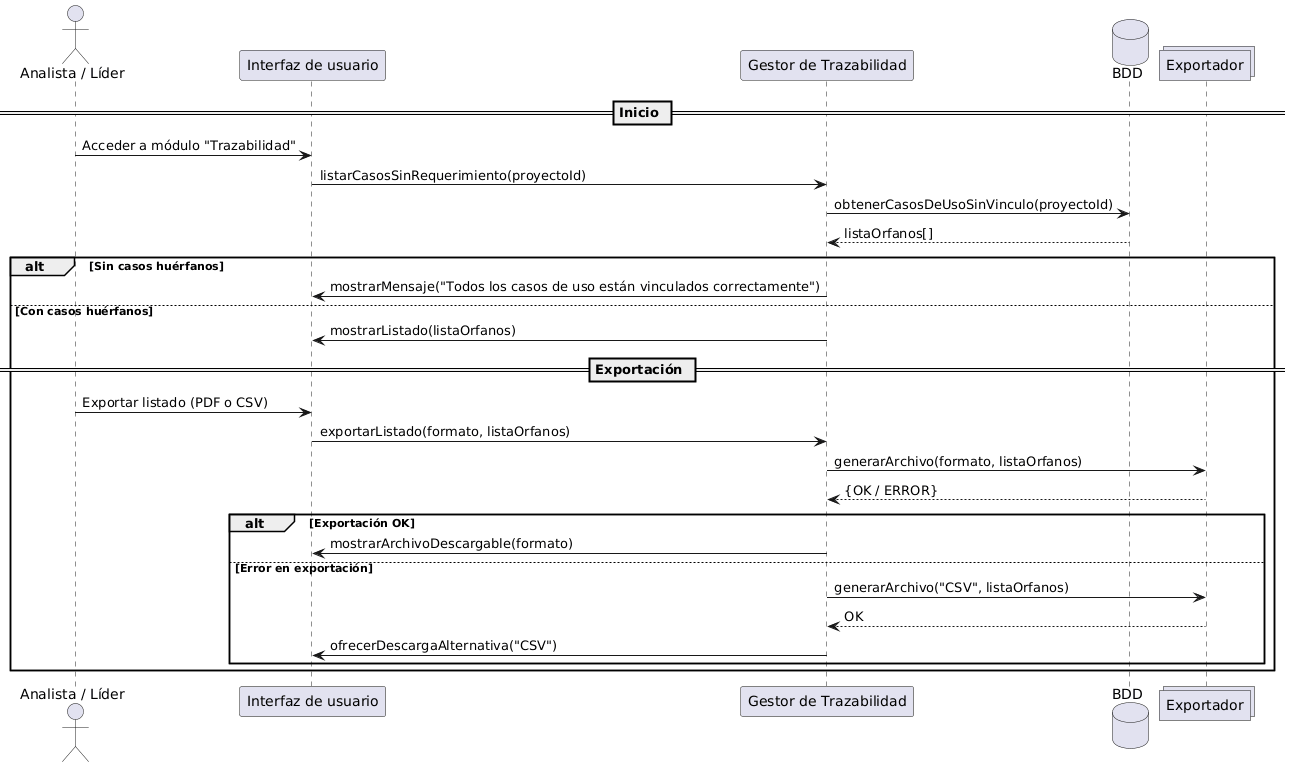 Analista / Líder
Interfaz de usuario
Gestor de Trazabilidad
BDD
Exportador
Inicio
Acceder a módulo "Trazabilidad"
listarCasosSinRequerimiento(proyectoId)
obtenerCasosDeUsoSinVinculo(proyectoId)
listaOrfanos[]
alt
[Sin casos huérfanos]
mostrarMensaje("Todos los casos de uso están vinculados correctamente")
[Con casos huérfanos]
mostrarListado(listaOrfanos)
Exportación
Exportar listado (PDF o CSV)
exportarListado(formato, listaOrfanos)
generarArchivo(formato, listaOrfanos)
{OK / ERROR}
alt
[Exportación OK]
mostrarArchivoDescargable(formato)
[Error en exportación]
generarArchivo("CSV", listaOrfanos)
OK
ofrecerDescargaAlternativa("CSV")
Analista / Líder
Interfaz de usuario
Gestor de Trazabilidad
BDD
Exportador